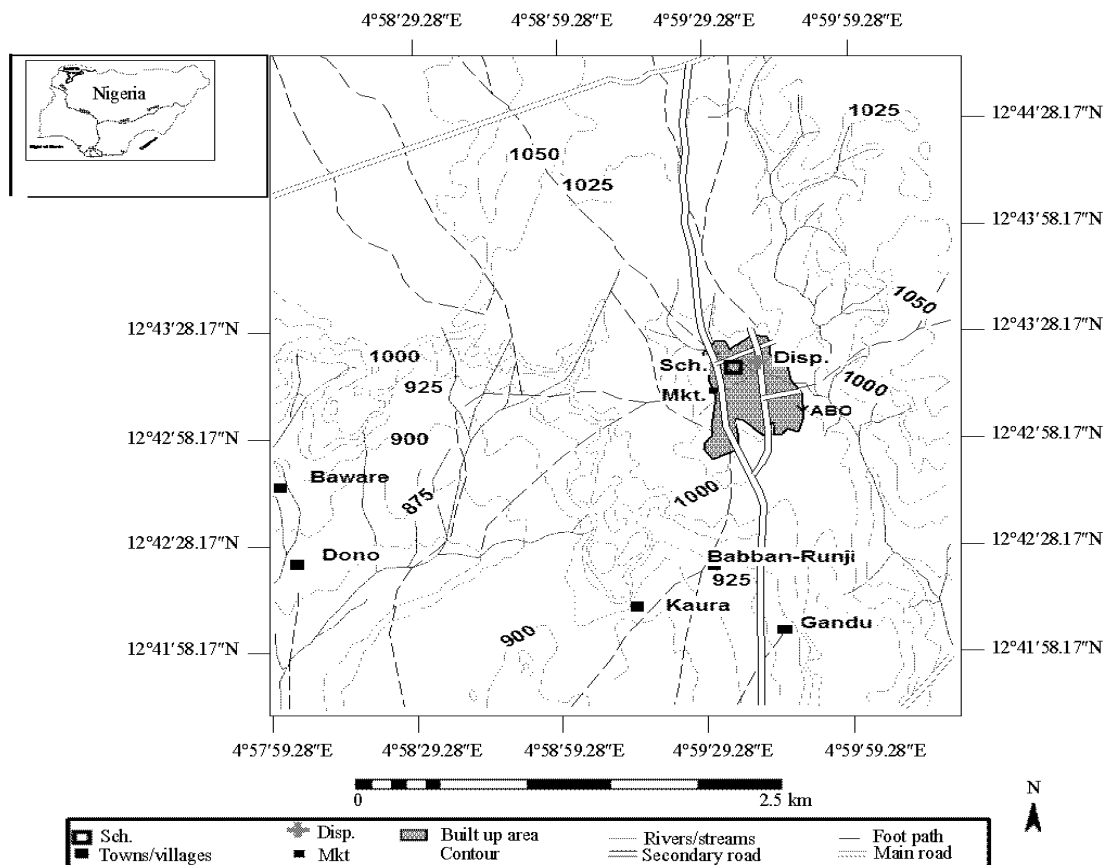 4°58′29.28″E 4°58′59.28″E 4°59′29.28″E 4°59′59.28″E
Nigeria
1025
12°44′28.17″N
1050
1025
12°43′58.17″N
1050
12°43′28.17″N
12°43′28.17″N
1000
Disp.
Sch.
925
1000
Mkt.
ABO
12°42′58.17″N
900
12°42′58.17″N
Baware
875
1000
12°42′28.17″N
Dono
Babban-Runji
12°42′28.17″N
925
Kaura
Gandu
900
12°41′58.17″N
12°41′58.17″N
4°57′59.28″E 4°58′29.28″E 4°58′59.28″E 4°59′29.28″E 4°59′59.28″E
0 2.5 km
N
Sch. Disp. Built up area Rivers/streams Foot path
Towns/villages Mkt Contour Secondary road Main road